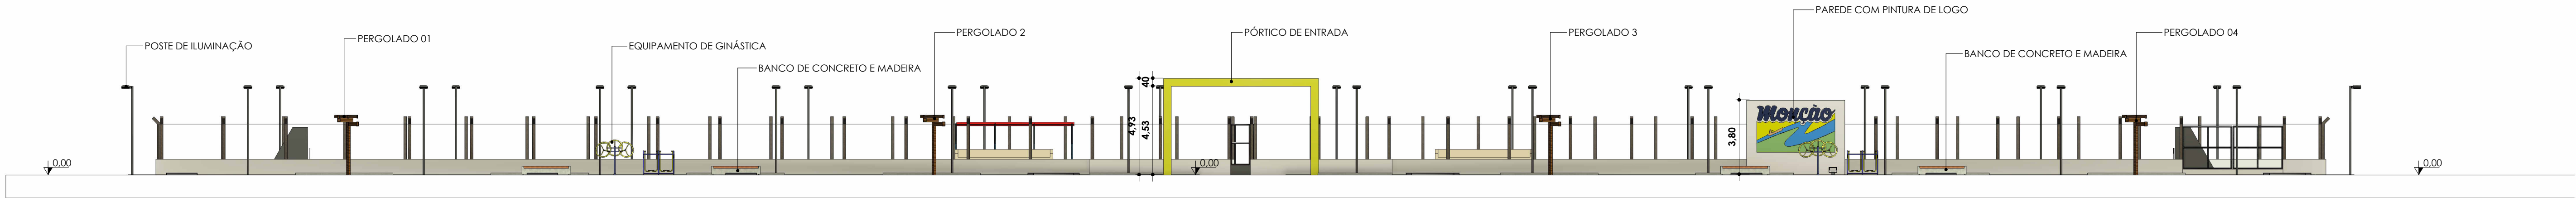 POSTE DE ILUMINAÇÃO
PERGOLADO 01
EQUIPAMENTO DE GINÁSTICA
BANCO DE CONCRETO E MADEIRA
PERGOLADO 2
PÓRTICO DE ENTRADA
PERGOLADO 3
PAREDE COM PINTURA DE LOGO
BANCO DE CONCRETO E MADEIRA
PERGOLADO 04
40
4,93
4,53
3,80
Monção
0,00
0,00
0,00